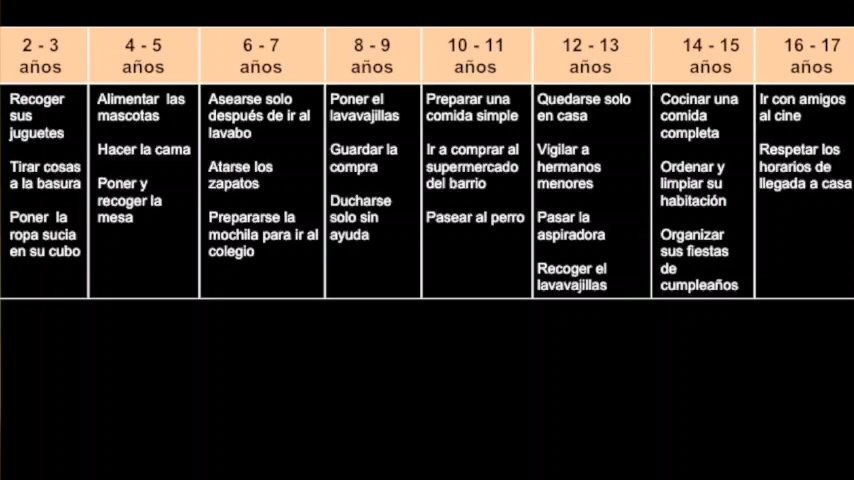 2 - 3
años
4 - 5
años
6 - 7
años
8 - 9
años
10 - 11
años
12 - 13
años
14 - 15
años
16 - 17
años
Recoger
sus
juguetes
Tirar cosas
a la basura
Poner la
ropa sucia
en su cubo
Alimentar las
mascotas
Hacer la cama
Poner y
recoger la
mesa
Asearse solo
después de ir al
lavabo
Atarse los
zapatos
Prepararse la
mochila para ir al
colegio
Poner el
lavavajillas
Guardar la
compra
Ducharse
solo sin
ayuda
Preparar una
comida simple
Ir a comprar al
supermercado
del barrio
Pasear al perro
Quedarse solo
en casa
Vigilar a
hermanos
menores
Pasar la
aspiradora
Recoger el
lavavajillas
Cocinar una
comida
completa
Ordenar y
limpiar su
habitación
Organizar
sus fiestas
de
cumpleaños
Ir con amigos
al cine
Respetar los
horarios de
llegada a casa